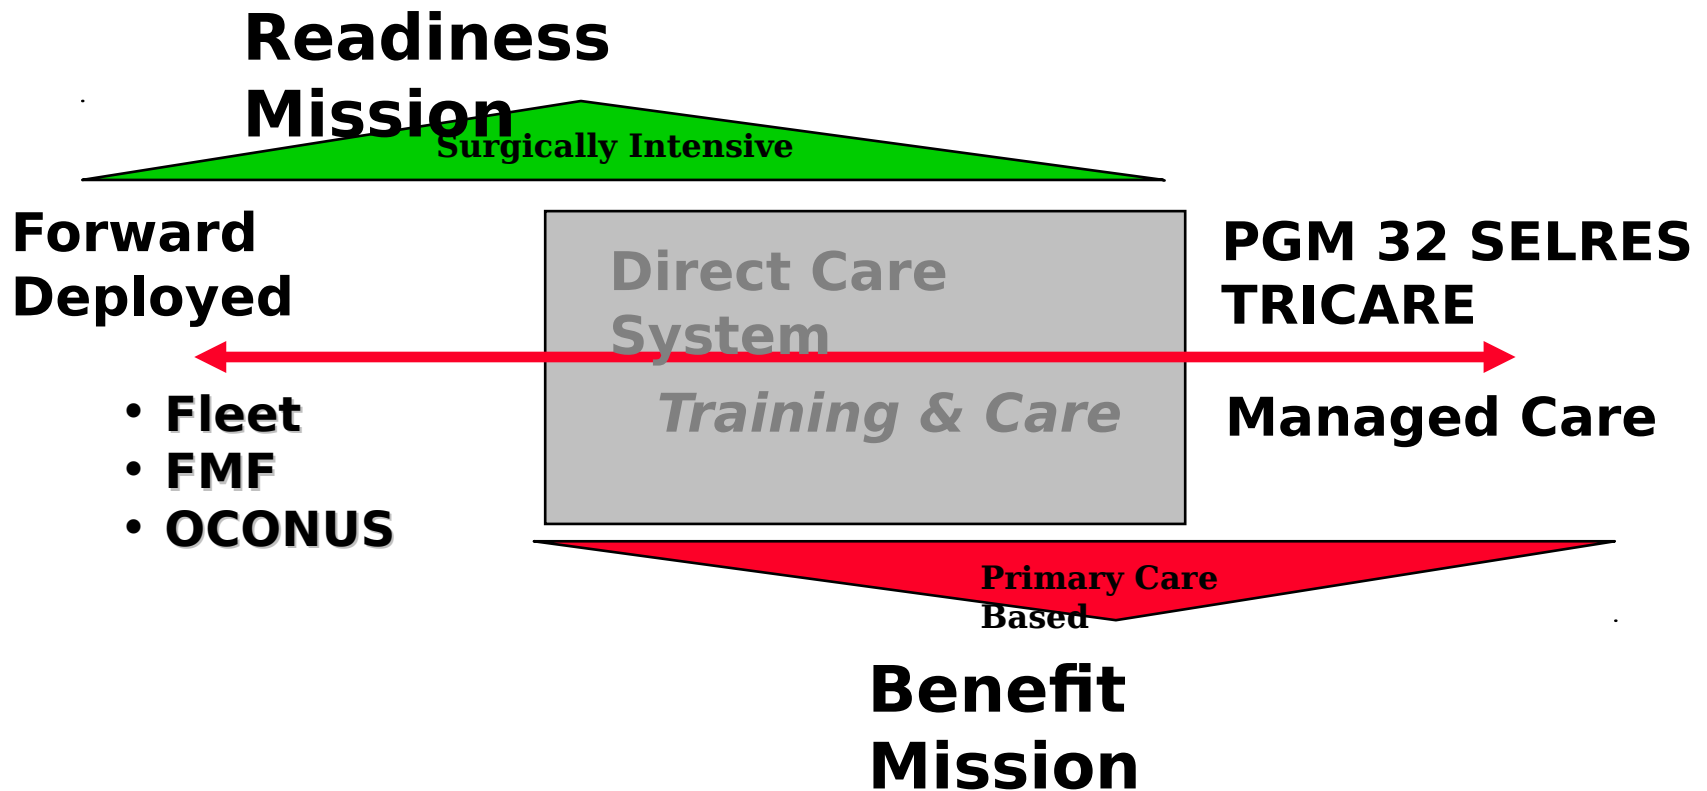 Readiness
Mission
Surgically Intensive
Forward
Deployed
• Fleet
• FMF
• OCONUS
Direct Care
System
Training & Care
PGM 32 SELRES
TRICARE
Managed Care
Primary Care
Based
Benefit
Mission